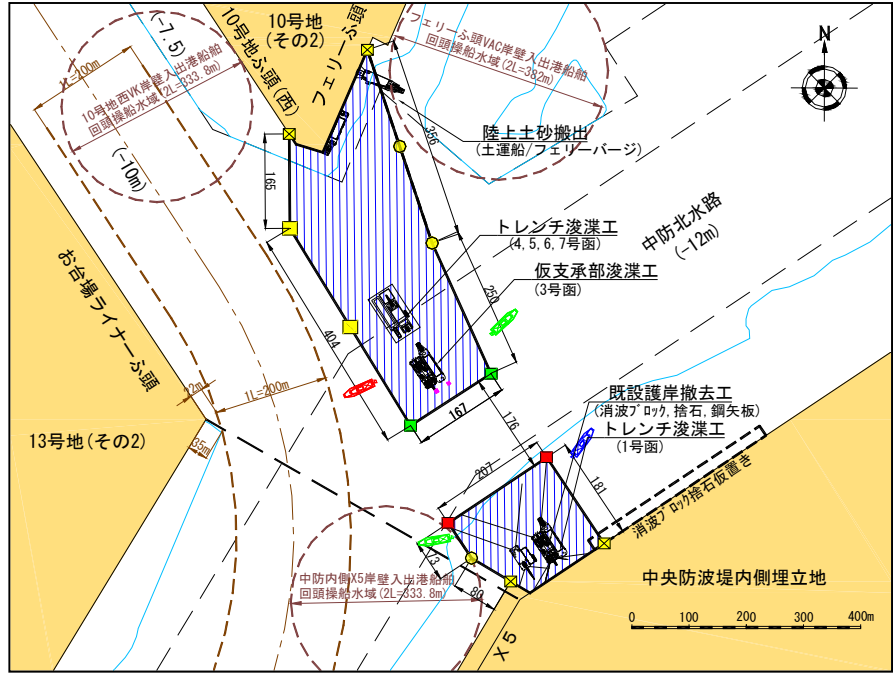 10号地
(その2)
10号地ふ頭(西)
フェリーふ頭
(-7.5)
1L=200m
10号地西VK岸壁入出港船舶
回頭操船水域(2L=333.8m)
(-10m)
フェリーふ頭VAC岸壁入出港船舶
回頭操船水域(2L=382m)
N
陸上土砂搬出
(土運船/フェリーバージ)
356
165
トレンチ浚渫工
(4,5,6,7号函)
仮支承部浚渫工
(3号函)
中防北水路
(-12m)
250
404
167
176
お台場ライナーふ頭
22m
1L=200m
35m
13号地(その2)
既設護岸撤去工
(消波ブロック,捨石,鋼矢板)
トレンチ浚渫工
(1号函)
207
181
消波ブロック捨石仮置き
73
80
中防内側X5岸壁入出港船舶
回頭操船水域(2L=333.8m)
X5
中央防波堤内側埋立地
0 100 200 300 400m